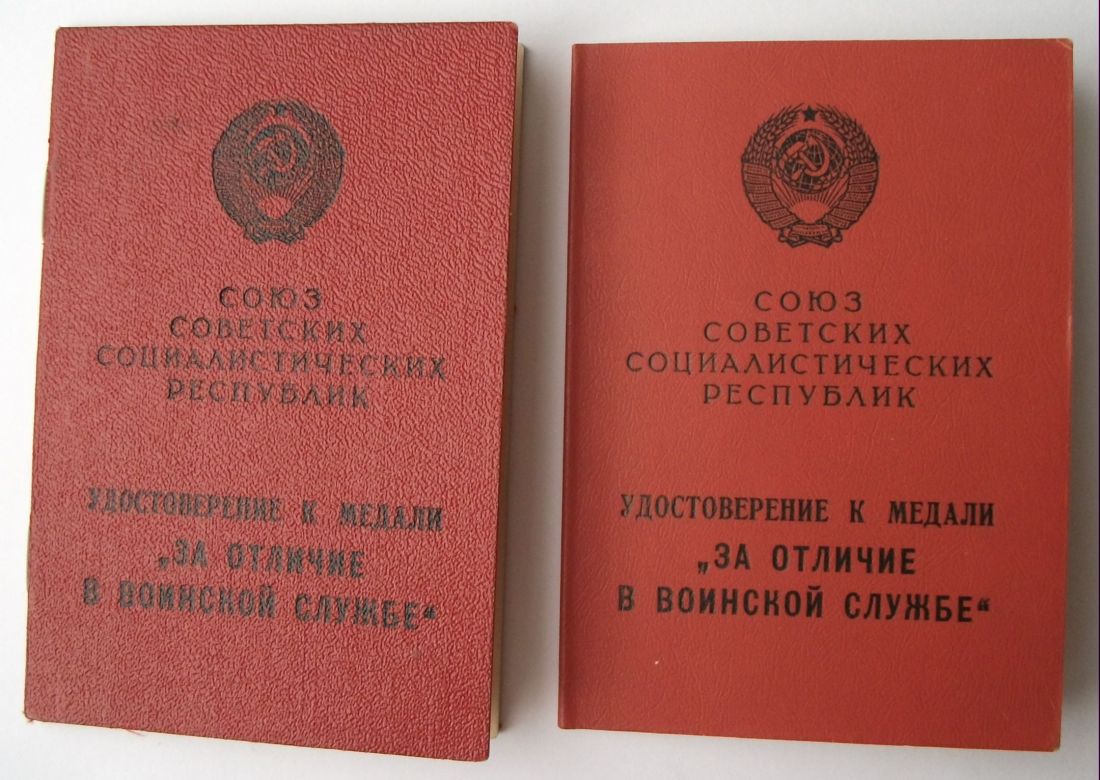 СОЮЗ
СОВЕТСКИХ
СОЦИАЛИСТИЧЕСКИХ
РЕСПУБЛИК
УДОСТОВЕРЕНИЕ К МЕДАЛИ
„ЗА ОТЛИЧИЕ
В ВОИНСКОЙ СЛУЖБЕ“
СОЮЗ
СОВЕТСКИХ
СОЦИАЛИСТИЧЕСКИХ
РЕСПУБЛИК
УДОСТОВЕРЕНИЕ К МЕДАЛИ
„ЗА ОТЛИЧИЕ
В ВОИНСКОЙ СЛУЖБЕ“